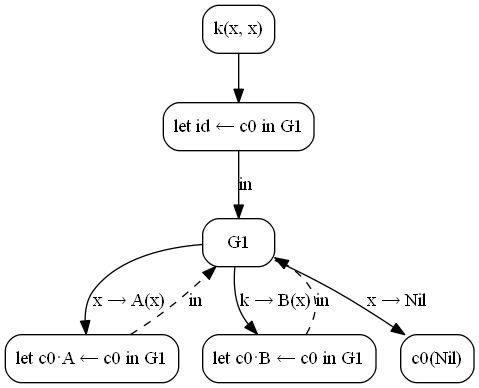 k(x, x)
let id ← c0 in G1
in
G1
x → A(x)
in
k → B(x)
in
x → Nil
let c0·A ← c0 in G1
let c0·B ← c0 in G1
c0(Nil)